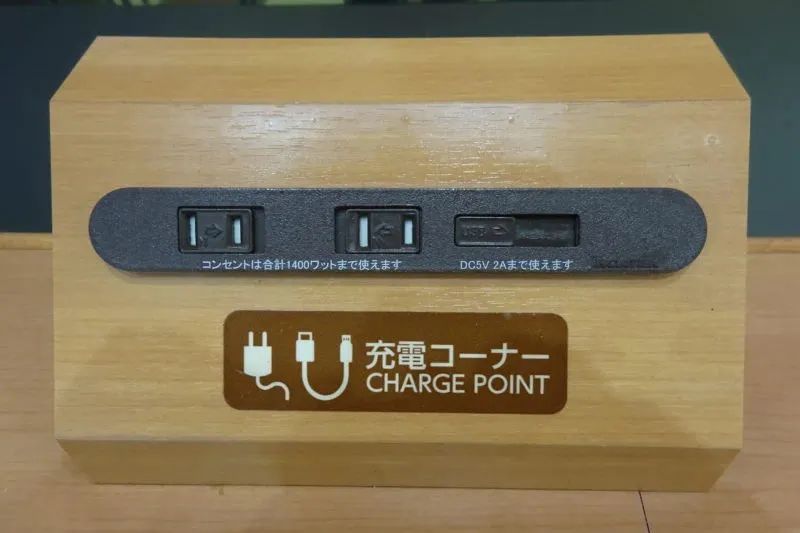 USB
コンセントは合計1400ワットまで使えます
DC5V 2Aまで使えます
充電コーナー
CHARGE POINT